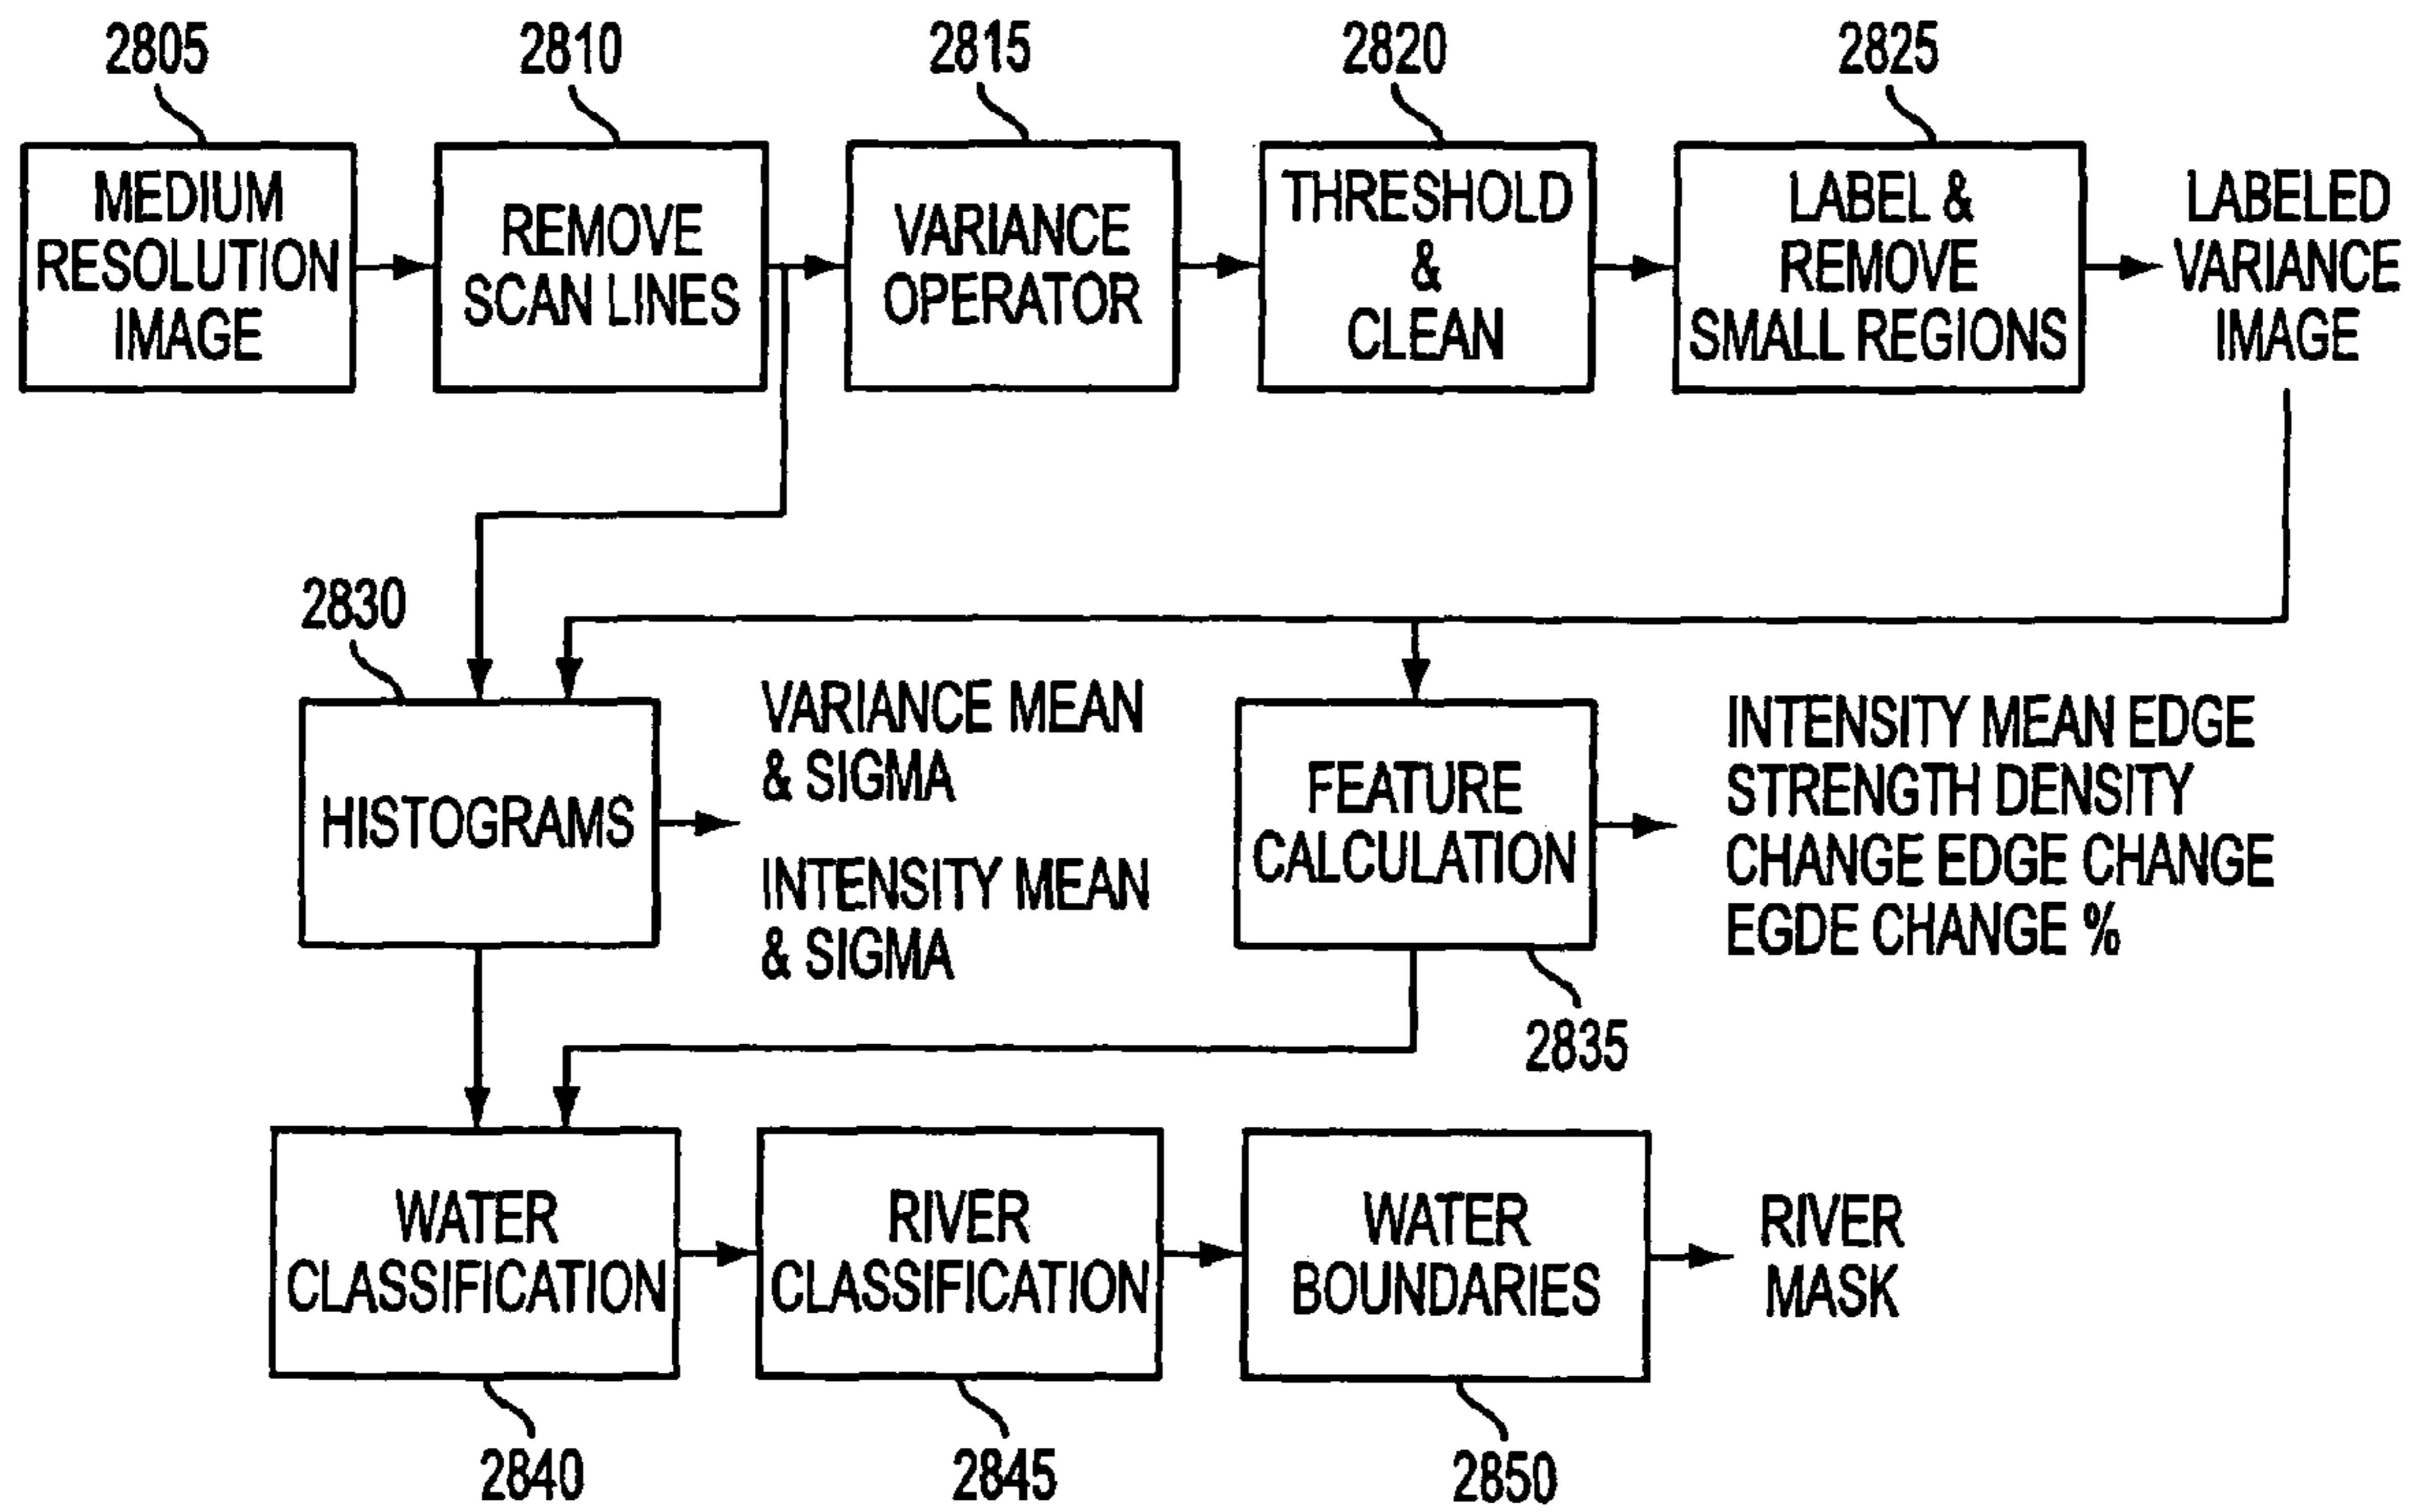 2805
2810
2815
2820
2825
MEDIUM
RESOLUTION
IMAGE
REMOVE
SCAN LINES
VARIANCE
OPERATOR
THRESHOLD
&
CLEAN
LABEL &
REMOVE
SMALL REGIONS
LABELED
VARIANCE
IMAGE
2830
HISTOGRAMS
VARIANCE MEAN
& SIGMA
INTENSITY MEAN
& SIGMA
FEATURE
CALCULATION
INTENSITY MEAN EDGE
STRENGTH DENSITY
CHANGE EDGE CHANGE
EGDE CHANGE %
2835
WATER
CLASSIFICATION
RIVER
CLASSIFICATION
WATER
BOUNDARIES
RIVER
MASK
2840
2845
2850